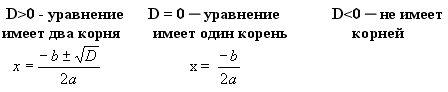 D>0 - уравнение имеет два корня
x = (-b ± √D) / 2a
D = 0 — уравнение имеет один корень
x = -b / 2a
D<0 — не имеет корней